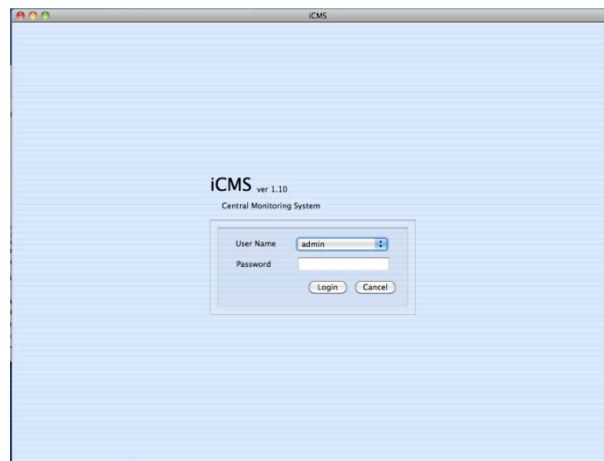 iCMS
iCMS ver 1.10
Central Monitoring System
User Name admin
Password
Login Cancel